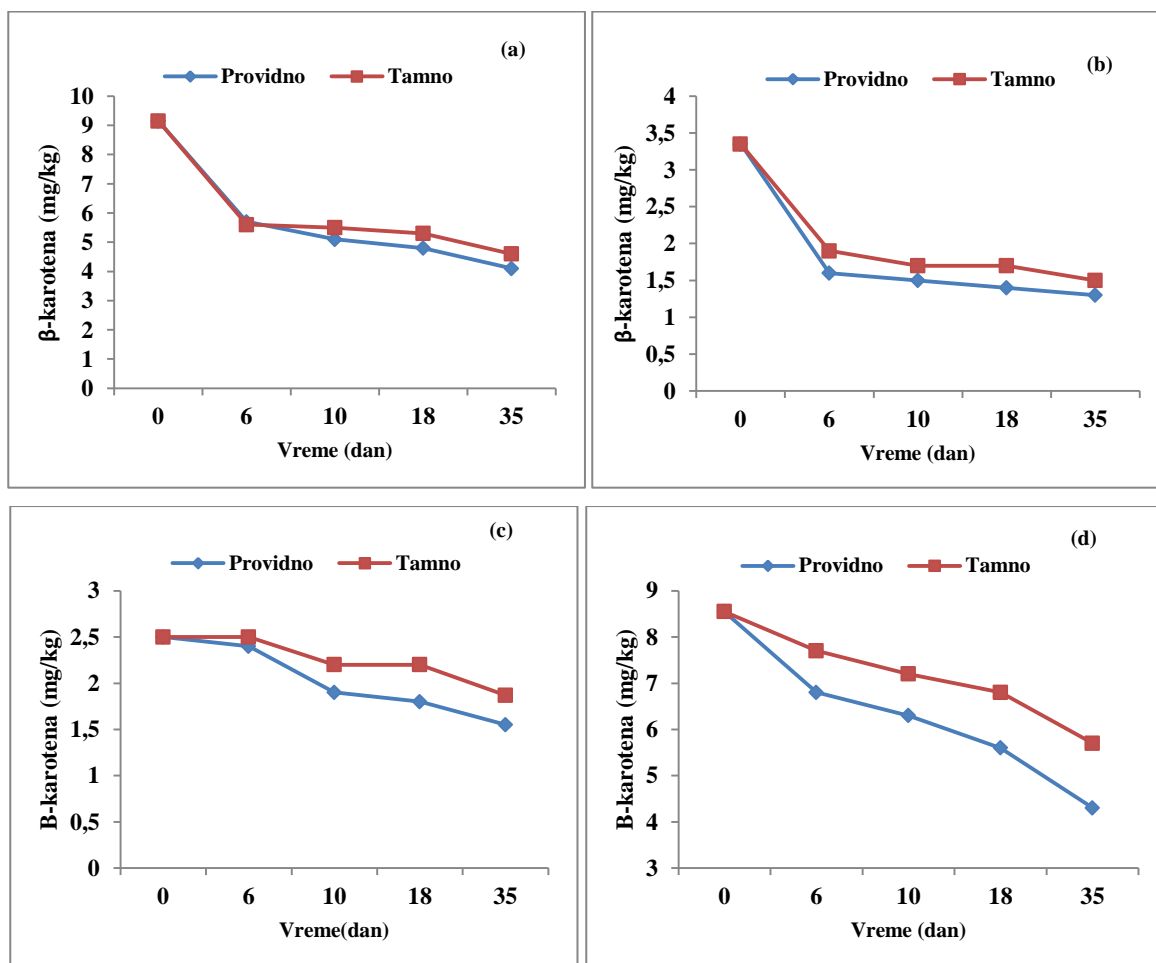 (a)
Providno Tamno
10
9
8
7
6
5
4
3
2
1
0
β-karotena (mg/kg)
0 6 10 18 35
Vreme (dan)
(b)
Providno Tamno
4
3,5
3
2,5
2
1,5
1
0,5
0
β-karotena (mg/kg)
0 6 10 18 35
Vreme (dan)
(c)
Providno Tamno
3
2,5
2
1,5
1
0,5
0
B-karotena (mg/kg)
0 6 10 18 35
Vreme(dan)
(d)
Providno Tamno
9
8
7
6
5
4
3
B-karotena (mg/kg)
0 6 10 18 35
Vreme (dan)